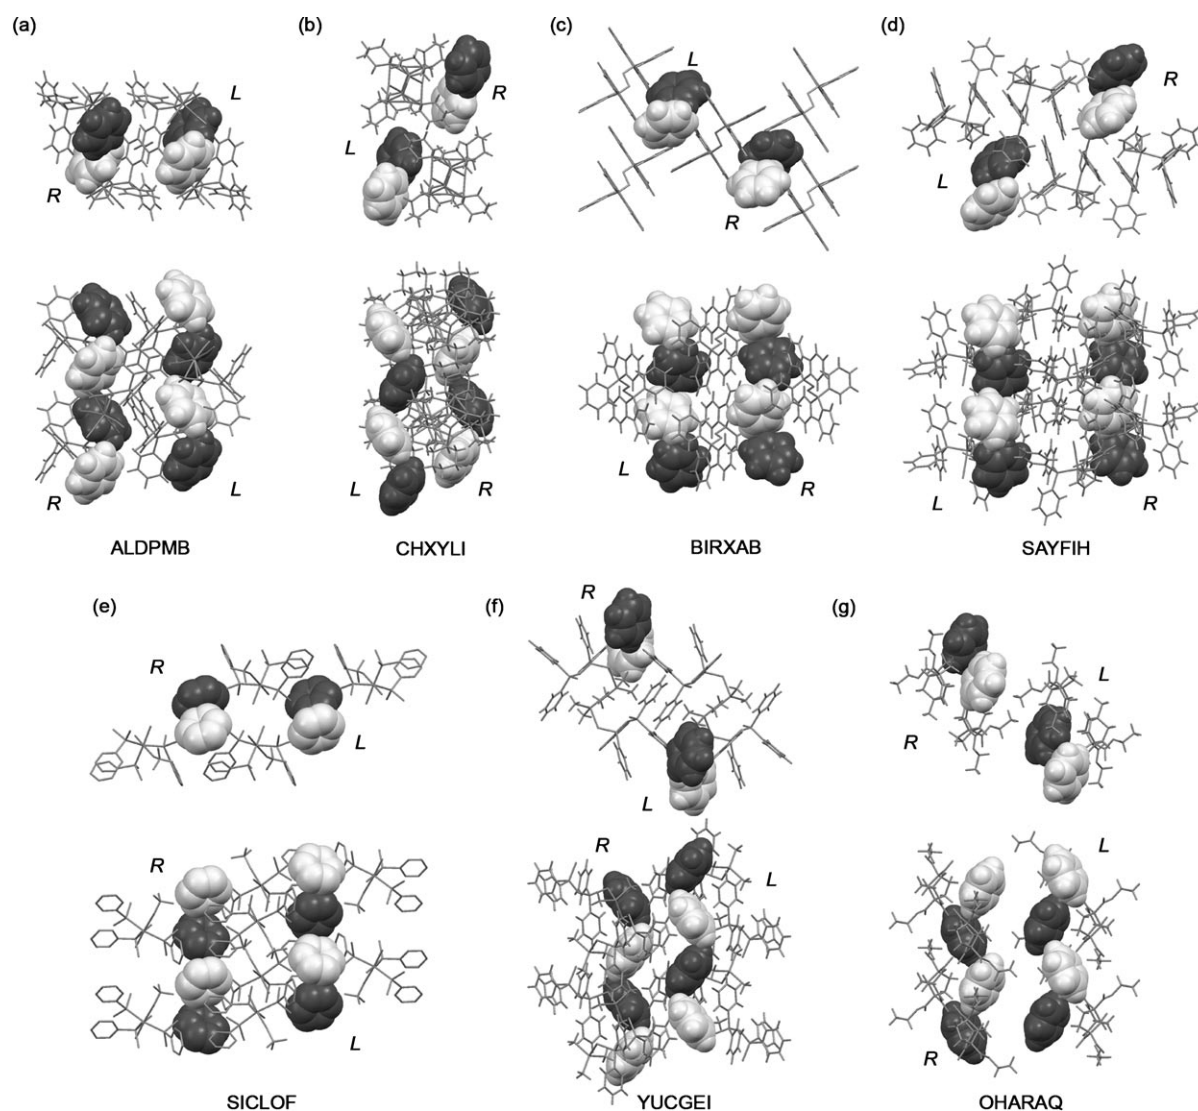 (a)
(b)
(c)
(d)
L
R
R
L
L
R
R
L
R
L
L
R
L
R
L
R
ALDPMB
CHXYLI
BIRXAB
SAYFIH
(e)
(f)
(g)
R
L
R
L
L
R
R
L
R
L
L
R
SICLOF
YUCGEI
OHARAQ